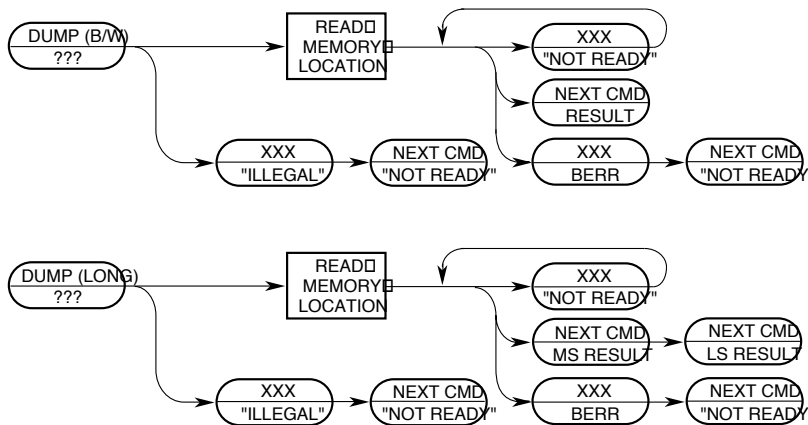 DUMP (B/W)
???
READ
MEMORY
LOCATION
XXX
"NOT READY"
NEXT CMD
RESULT
XXX
"ILLEGAL"
NEXT CMD
"NOT READY"
XXX
BERR
NEXT CMD
"NOT READY
DUMP (LONG)
???
READ
MEMORY
LOCATION
XXX
"NOT READY"
NEXT CMD
MS RESULT
NEXT CMD
LS RESULT
XXX
"ILLEGAL"
NEXT CMD
"NOT READY"
XXX
BERR
NEXT CMD
"NOT READY